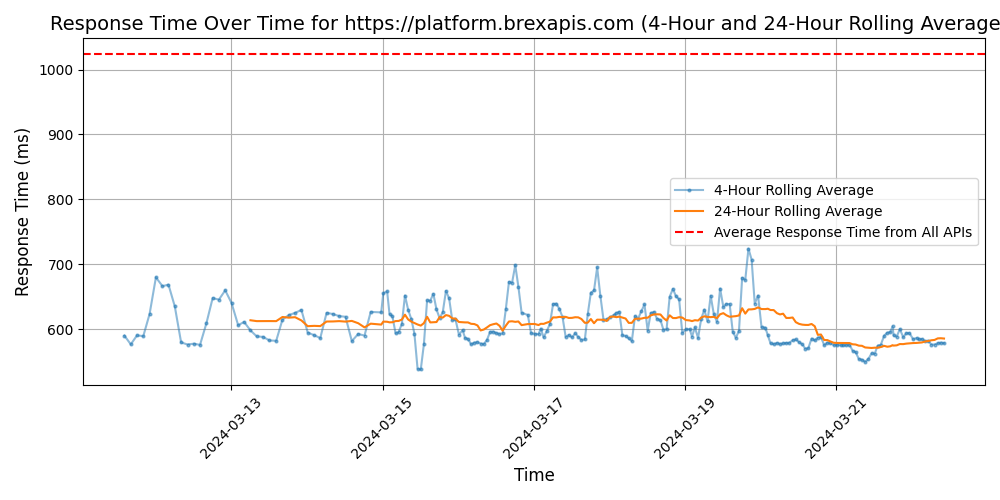 Response Time Over Time for https://platform.brexapis.com (4-Hour and 24-Hour Rolling Average
Response Time (ms)
1000
900
800
700
600
4-Hour Rolling Average
24-Hour Rolling Average
Average Response Time from All APIs
2024-03-13
2024-03-15
2024-03-17
2024-03-19
2024-03-21
Time